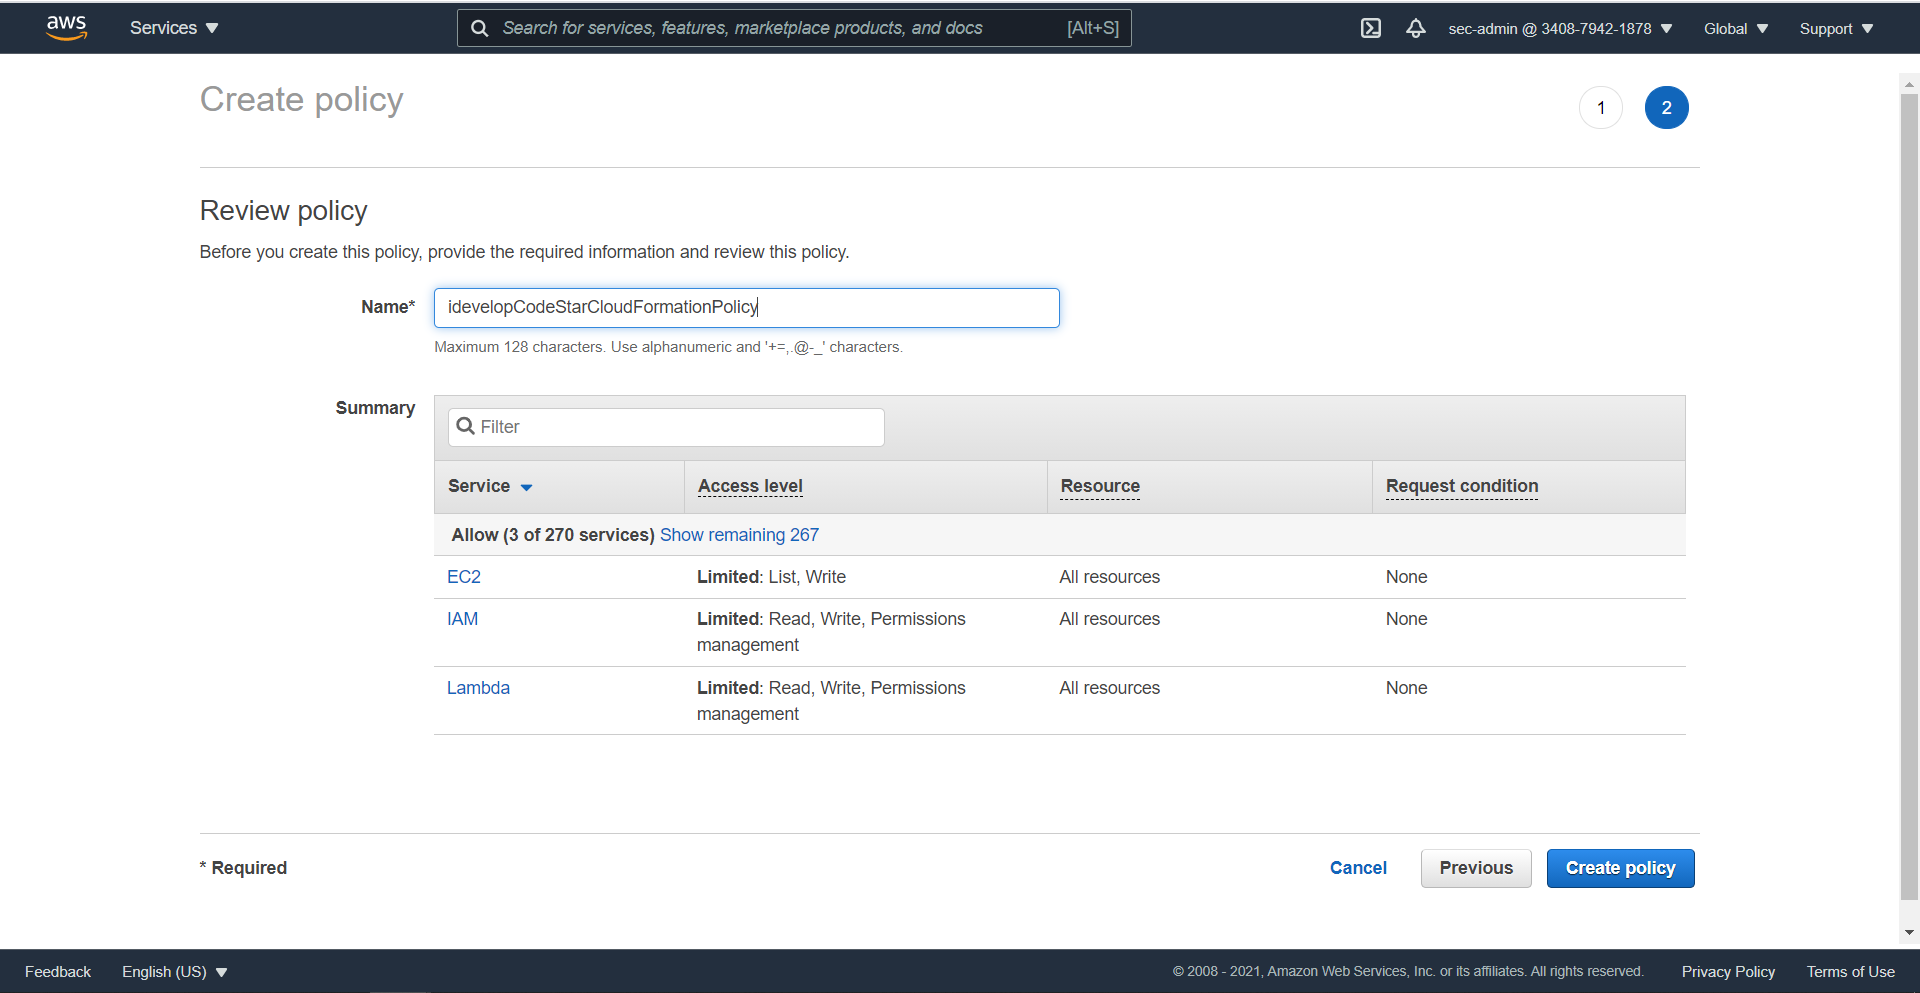 aws Services Search for services, features, marketplace products, and docs [Alt+S] sec-admin @ 3408-7942-1878 Global Support
Create policy 1 2
Review policy
Before you create this policy, provide the required information and review this policy.
Name* idevelopCodeStarCloudFormationPolicy
Maximum 128 characters. Use alphanumeric and '+=,.@-_' characters.
Summary Filter
Service Access level Resource Request condition
Allow (3 of 270 services) Show remaining 267
EC2 Limited: List, Write All resources None
IAM Limited: Read, Write, Permissions All resources None
management
Lambda Limited: Read, Write, Permissions All resources None
management
* Required Cancel Previous Create policy
Feedback English (US) © 2008 - 2021, Amazon Web Services, Inc. or its affiliates. All rights reserved. Privacy Policy Terms of Use